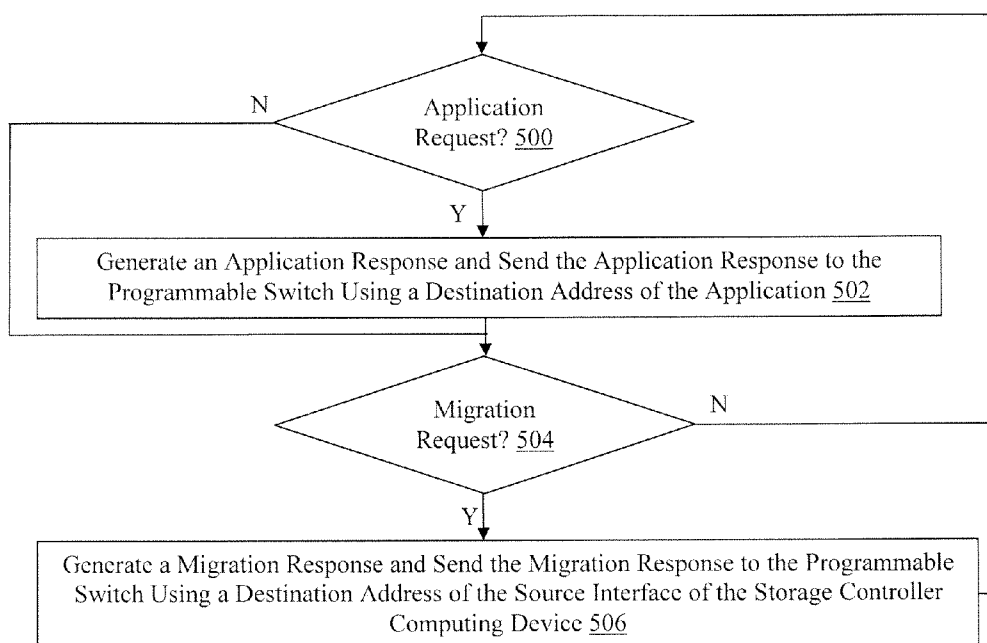 N
Application
Request? 500
Y
Generate an Application Response and Send the Application Response to the
Programmable Switch Using a Destination Address of the Application 502
Migration
Request? 504
N
Y
Generate a Migration Response and Send the Migration Response to the Programmable
Switch Using a Destination Address of the Source Interface of the Storage Controller
Computing Device 506